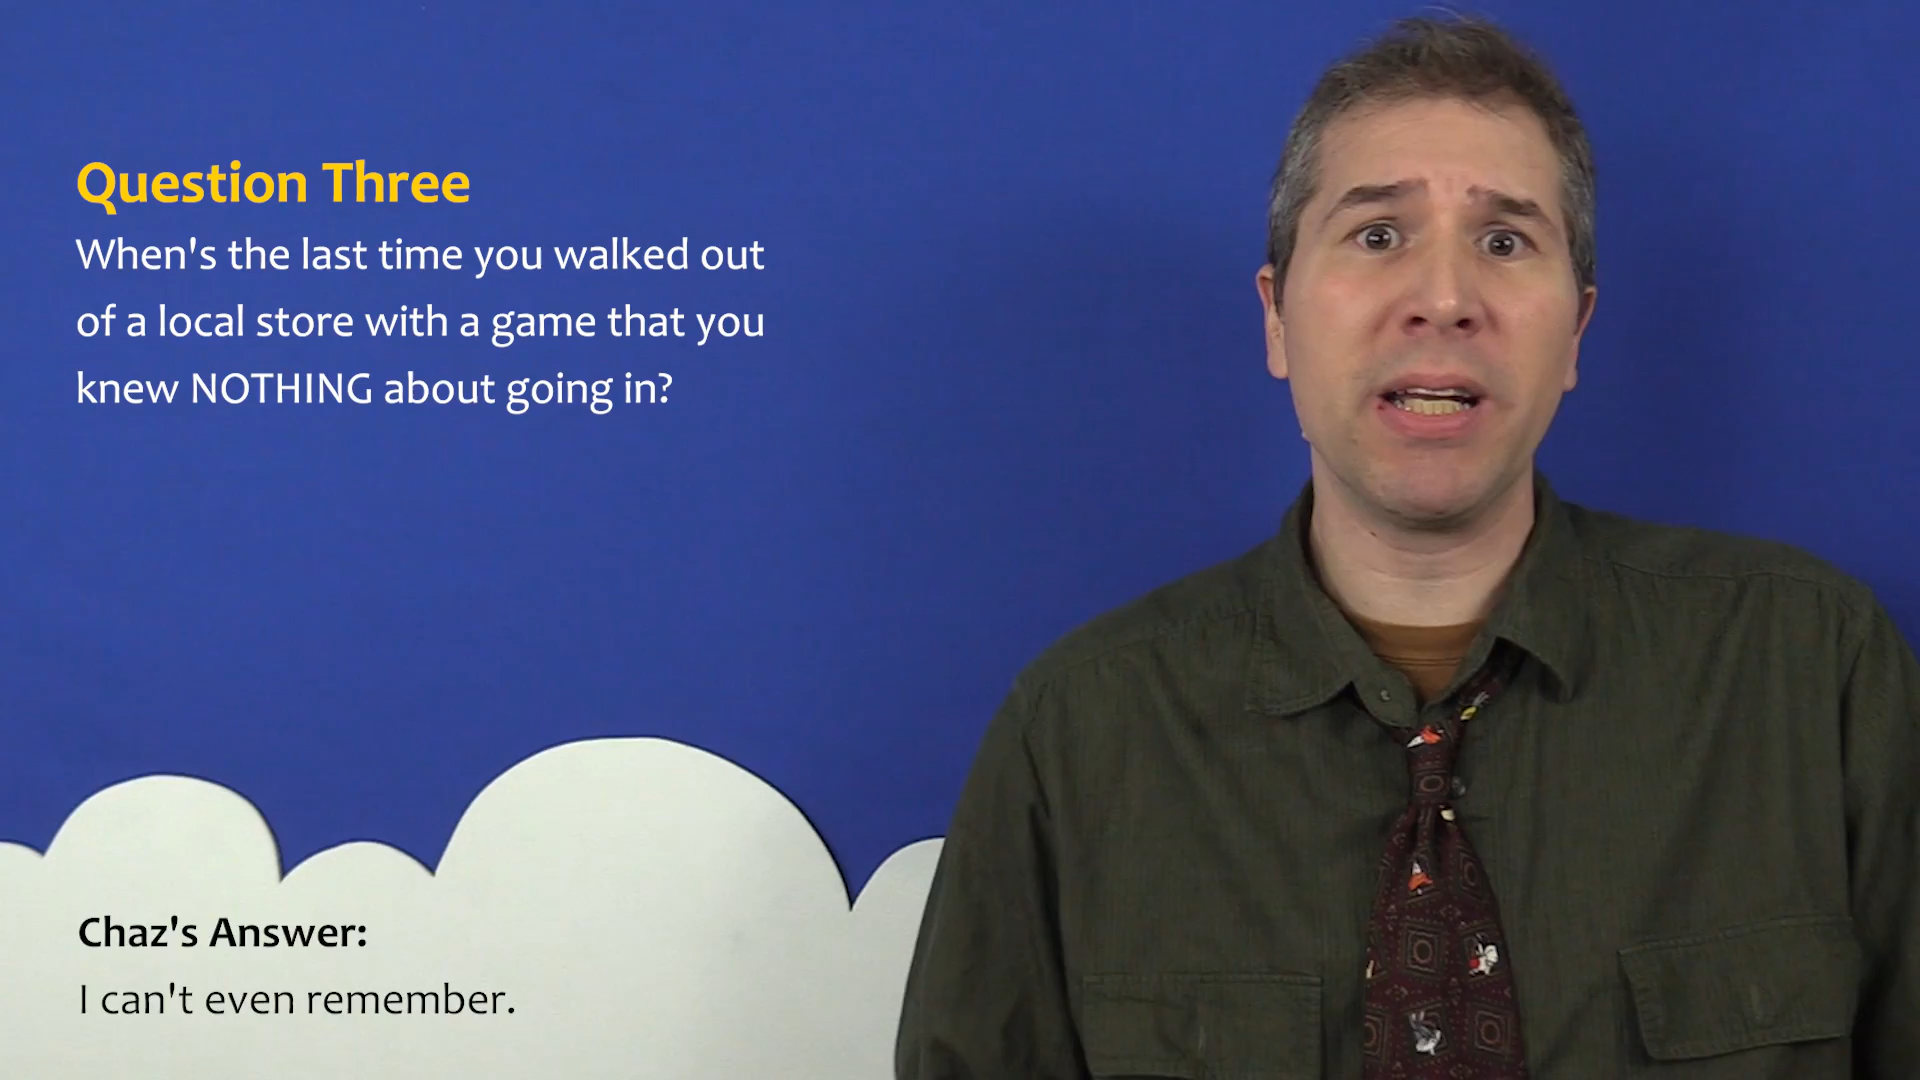 Question Three
When's the last time you walked out
of a local store with a game that you
knew NOTHING about going in?
Chaz's Answer:
I can't even remember.